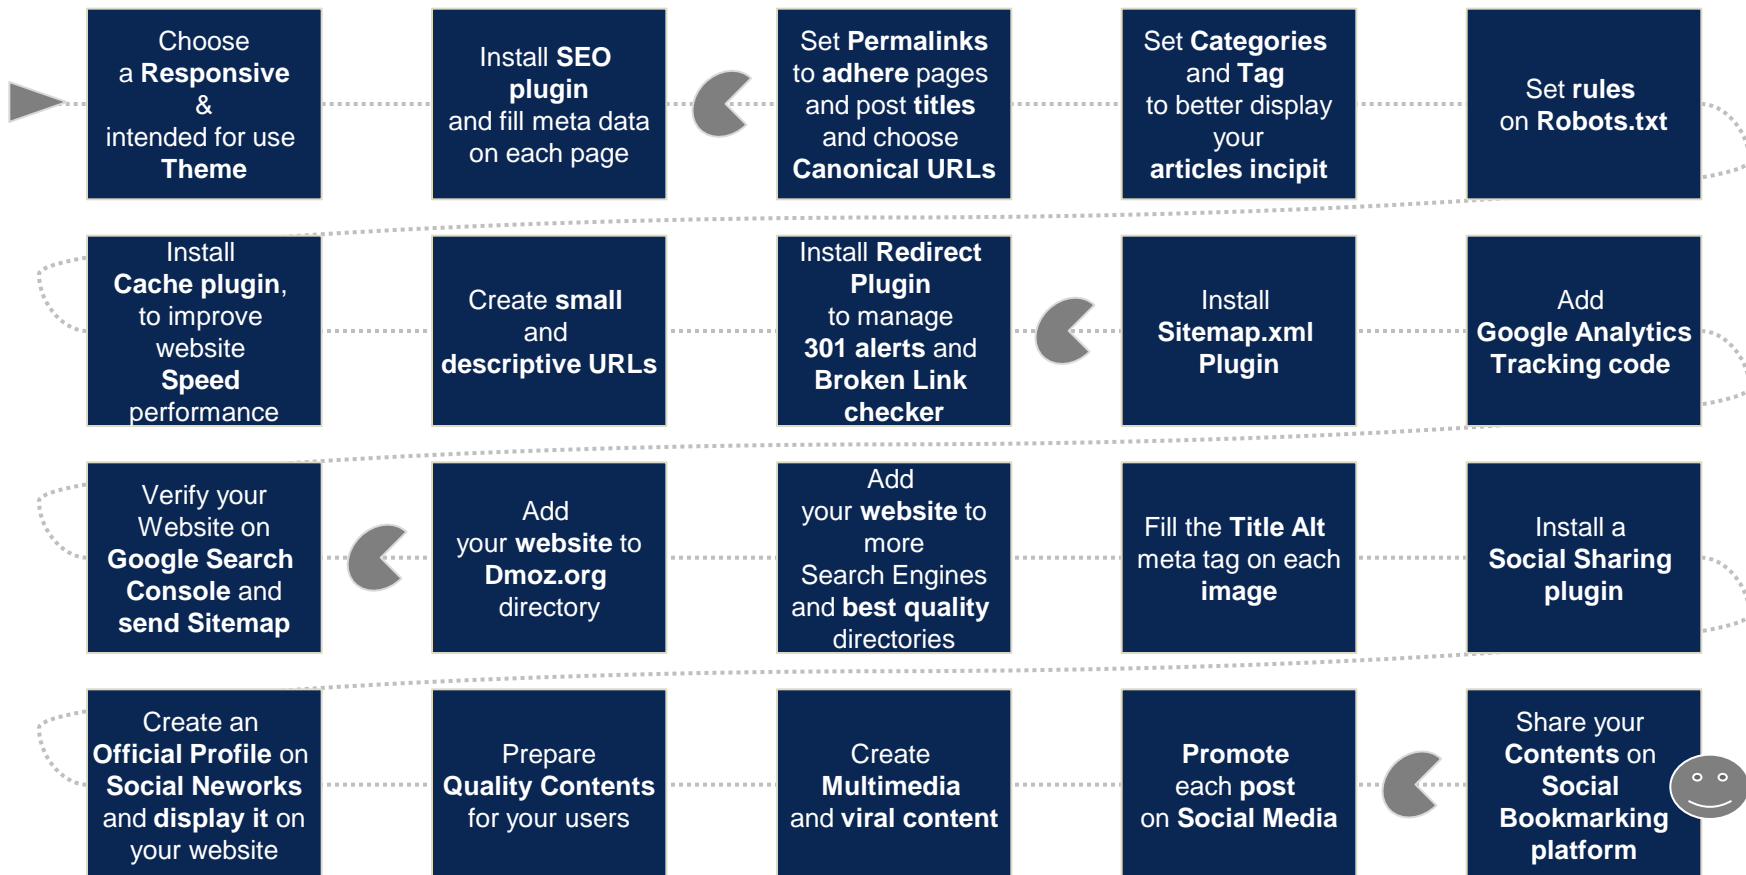 Choose
a Responsive
&
intended for use
Theme
Install SEO
plugin
and fill meta data
on each page
Set Permalinks
to adhere pages
and post titles
and choose
Canonical URLs
Set Categories
and Tag
to better display
your
articles incipit
Set rules
on Robots.txt
Install
Cache plugin,
to improve
website
Speed
performance
Create small
and
descriptive URLs
Install Redirect
Plugin
to manage
301 alerts and
Broken Link
checker
Install
Sitemap.xml
Plugin
Add
Google Analytics
Tracking code
Verify your
Website on
Google Search
Console and
send Sitemap
Add
your website to
Dmoz.org
directory
Add
your website to
more
Search Engines
and best quality
directories
Fill the Title Alt
meta tag on each
image
Install a
Social Sharing
plugin
Create an
Official Profile on
Social Neworks
and display it on
your website
Prepare
Quality Contents
for your users
Create
Multimedia
and viral content
Promote
each post
on Social Media
Share your
Contents on
Social
Bookmarking
platform